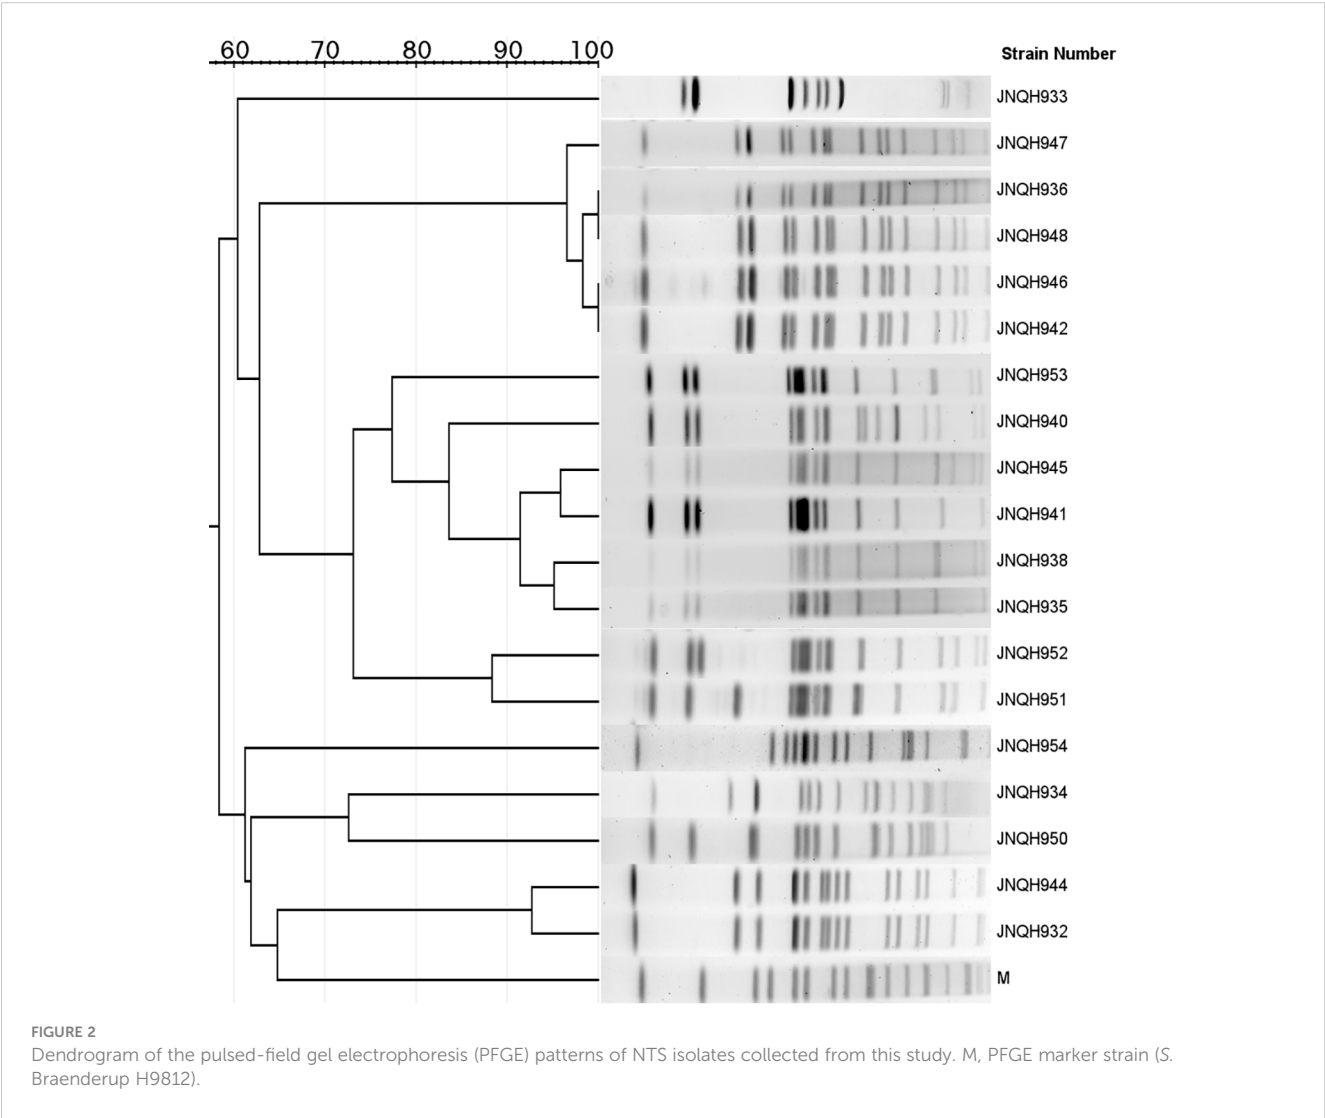 60 70 80 90 100
Strain Number
JNQH933
JNQH947
JNQH936
JNQH948
JNQH946
JNQH942
JNQH953
JNQH940
JNQH945
JNQH941
JNQH938
JNQH935
JNQH952
JNQH951
JNQH954
JNQH934
JNQH950
JNQH944
JNQH932
M
FIGURE 2
Dendrogram of the pulsed-field gel electrophoresis (PFGE) patterns of NTS isolates collected from this study. M, PFGE marker strain (S.
Braenderup H9812).